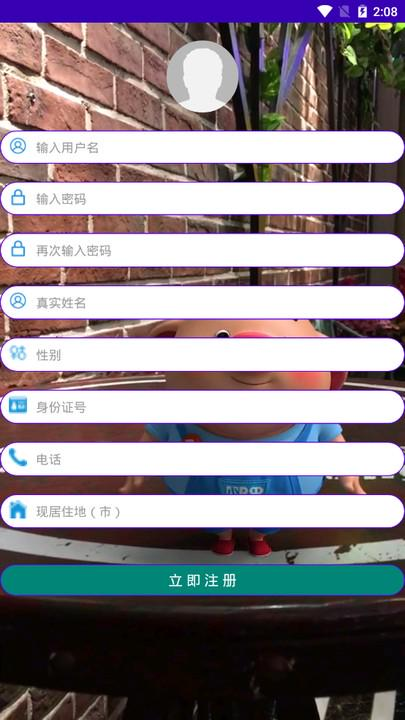 2:08
输入用户名
输入密码
再次输入密码
真实姓名
性别
身份证号
电话
现居住地（市）
立即注册